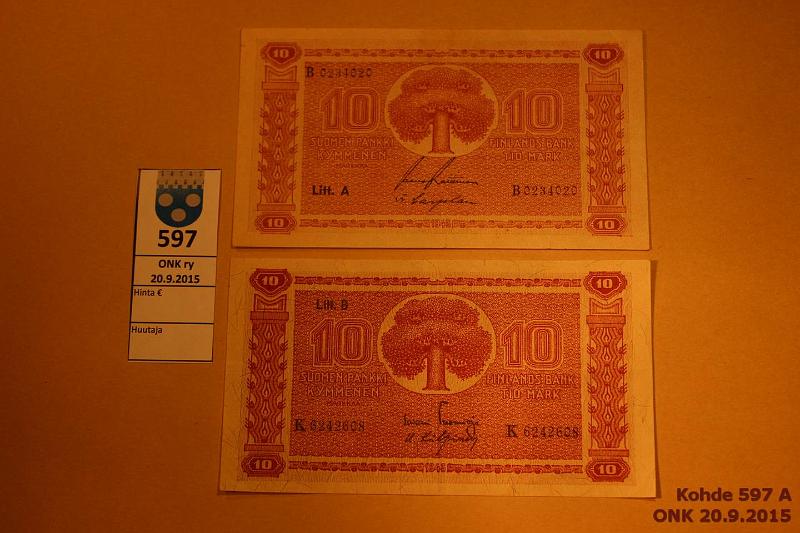 10 10
B 0234020
10 10
SUOMEN PANKKI FINLANDS BANK
KYMMENEN TIO MARK
Litt. A B 0234020
10 10
597
ONK ry
20.9.2015
Hinta €
Huutaja
10 10
Litt. B
10 10
SUOMEN PANKKI FINLANDS BANK
KYMMENEN TIO MARK
K 6242608 K 6242608
10 10
Kohde 597 A
ONK 20.9.2015